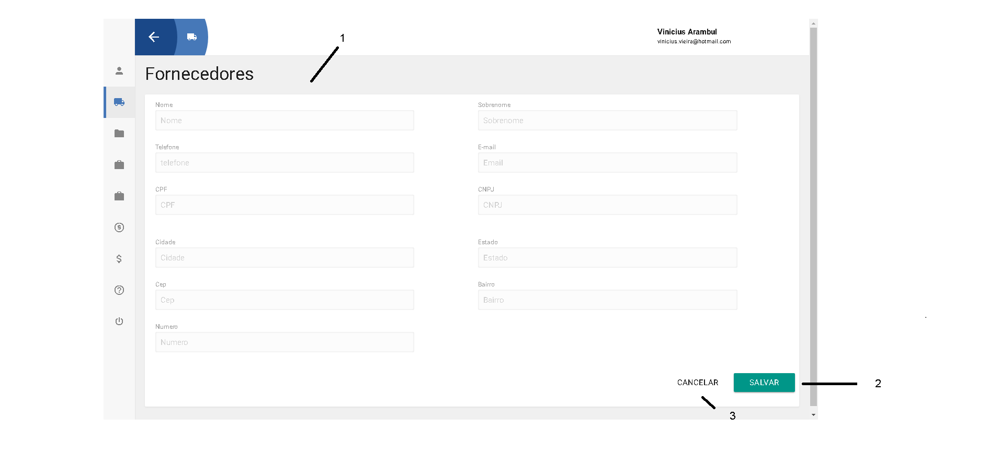 Vinicius Arambul
vinicius.vieira@hotmail.com
1
Fornecedores
Nome
Sobrenome
Nome
Sobrenome
Telefone
E-mail
telefone
Email
CPF
CNPJ
CPF
CNPJ
Cidade
Estado
Cidade
Estado
Cep
Bairro
Cep
Bairro
Numero
Numero
CANCELAR
SALVAR
2
3